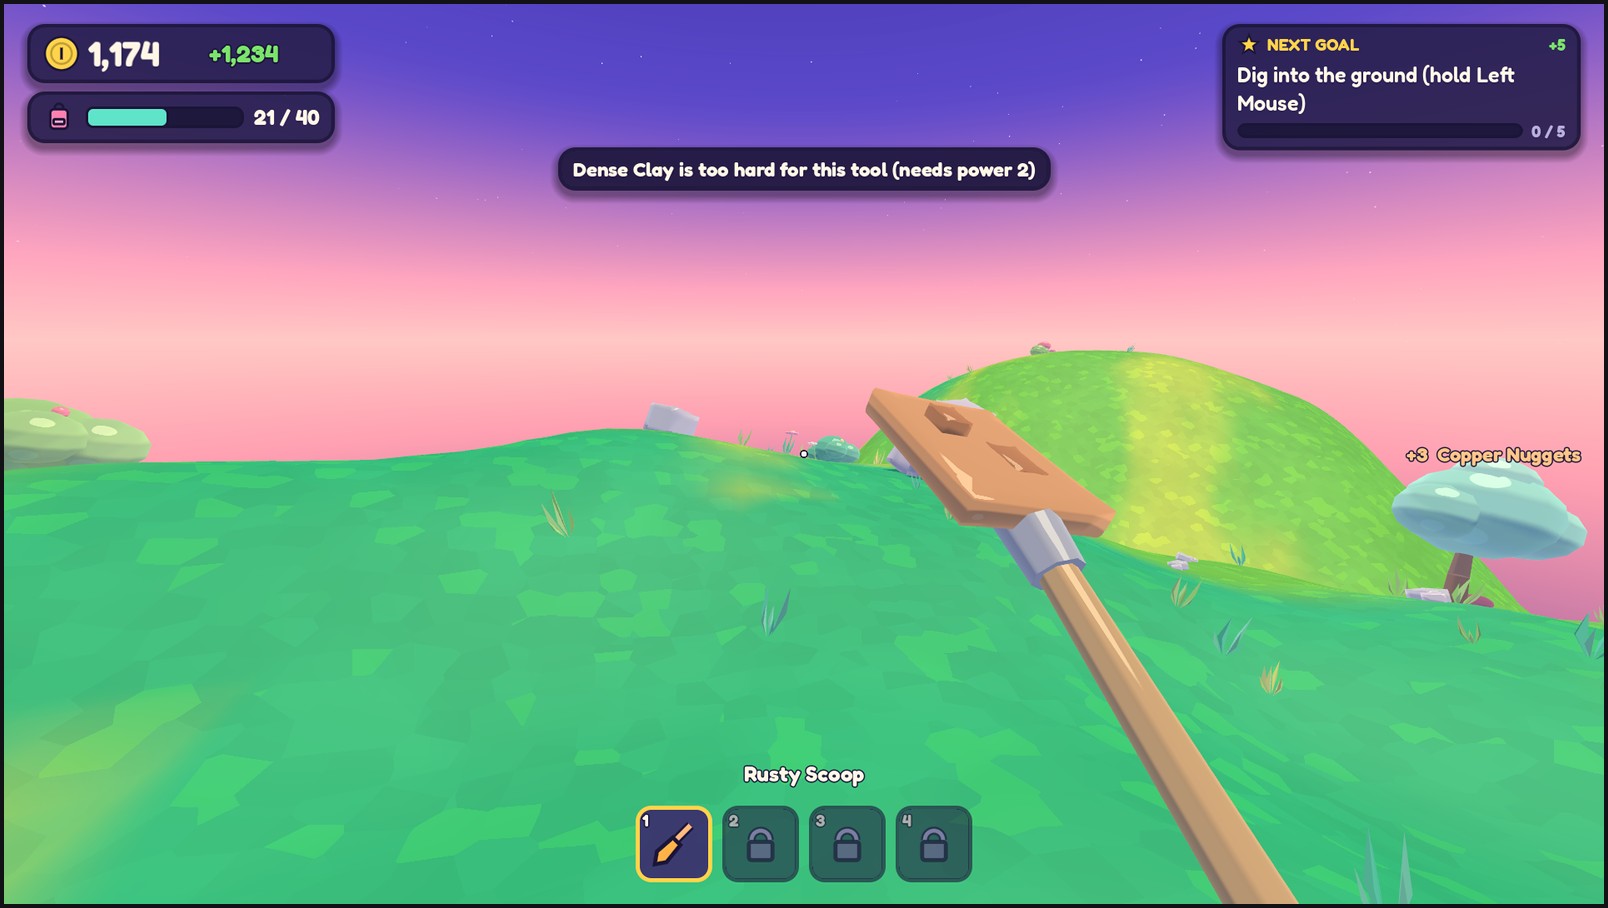 1,174 +1,234
21 / 40
NEXT GOAL +5
Dig into the ground (hold Left
Mouse)
0 / 5
Dense Clay is too hard for this tool (needs power 2)
+3 Copper Nuggets
Rusty Scoop
1 2 3 4